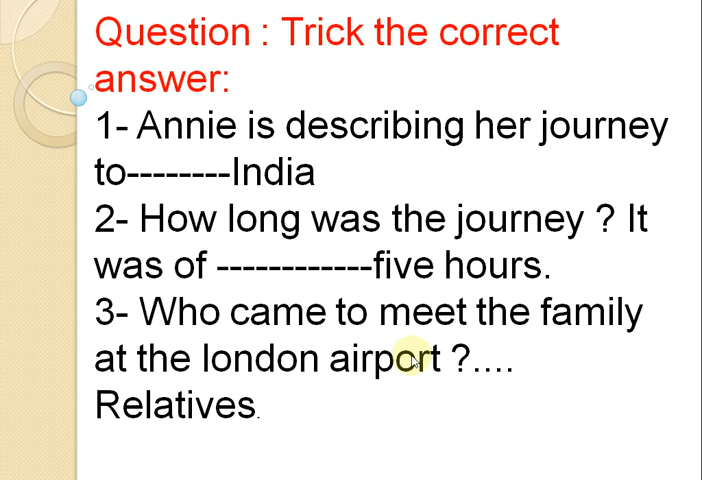 Question : Trick the correct
answer:
1- Annie is describing her journey
to--------India
2- How long was the journey ? It
was of ------------five hours.
3- Who came to meet the family
at the london airport ?....
Relatives.